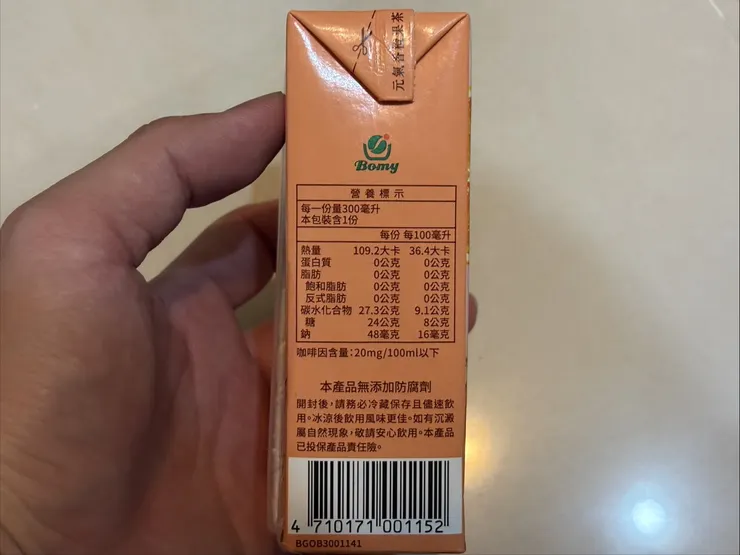 元氣香橙果茶
Bomy
營養標示
每一份量300毫升
本包裝含1份
每份 每100毫升
熱量 109.2大卡 36.4大卡
蛋白質 0公克 0公克
脂肪 0公克 0公克
飽和脂肪 0公克 0公克
反式脂肪 0公克 0公克
碳水化合物 27.3公克 9.1公克
糖 24公克 8公克
鈉 48毫克 16毫克
咖啡因含量:20mg/100ml以下
本產品無添加防腐劑
開封後,請務必冷藏保存且儘速飲
用。冰涼後飲用風味更佳。如有沉澱
屬自然現象,敬請安心飲用。本產品
已投保產品責任險。
4 710171 001152
BGOB3001141